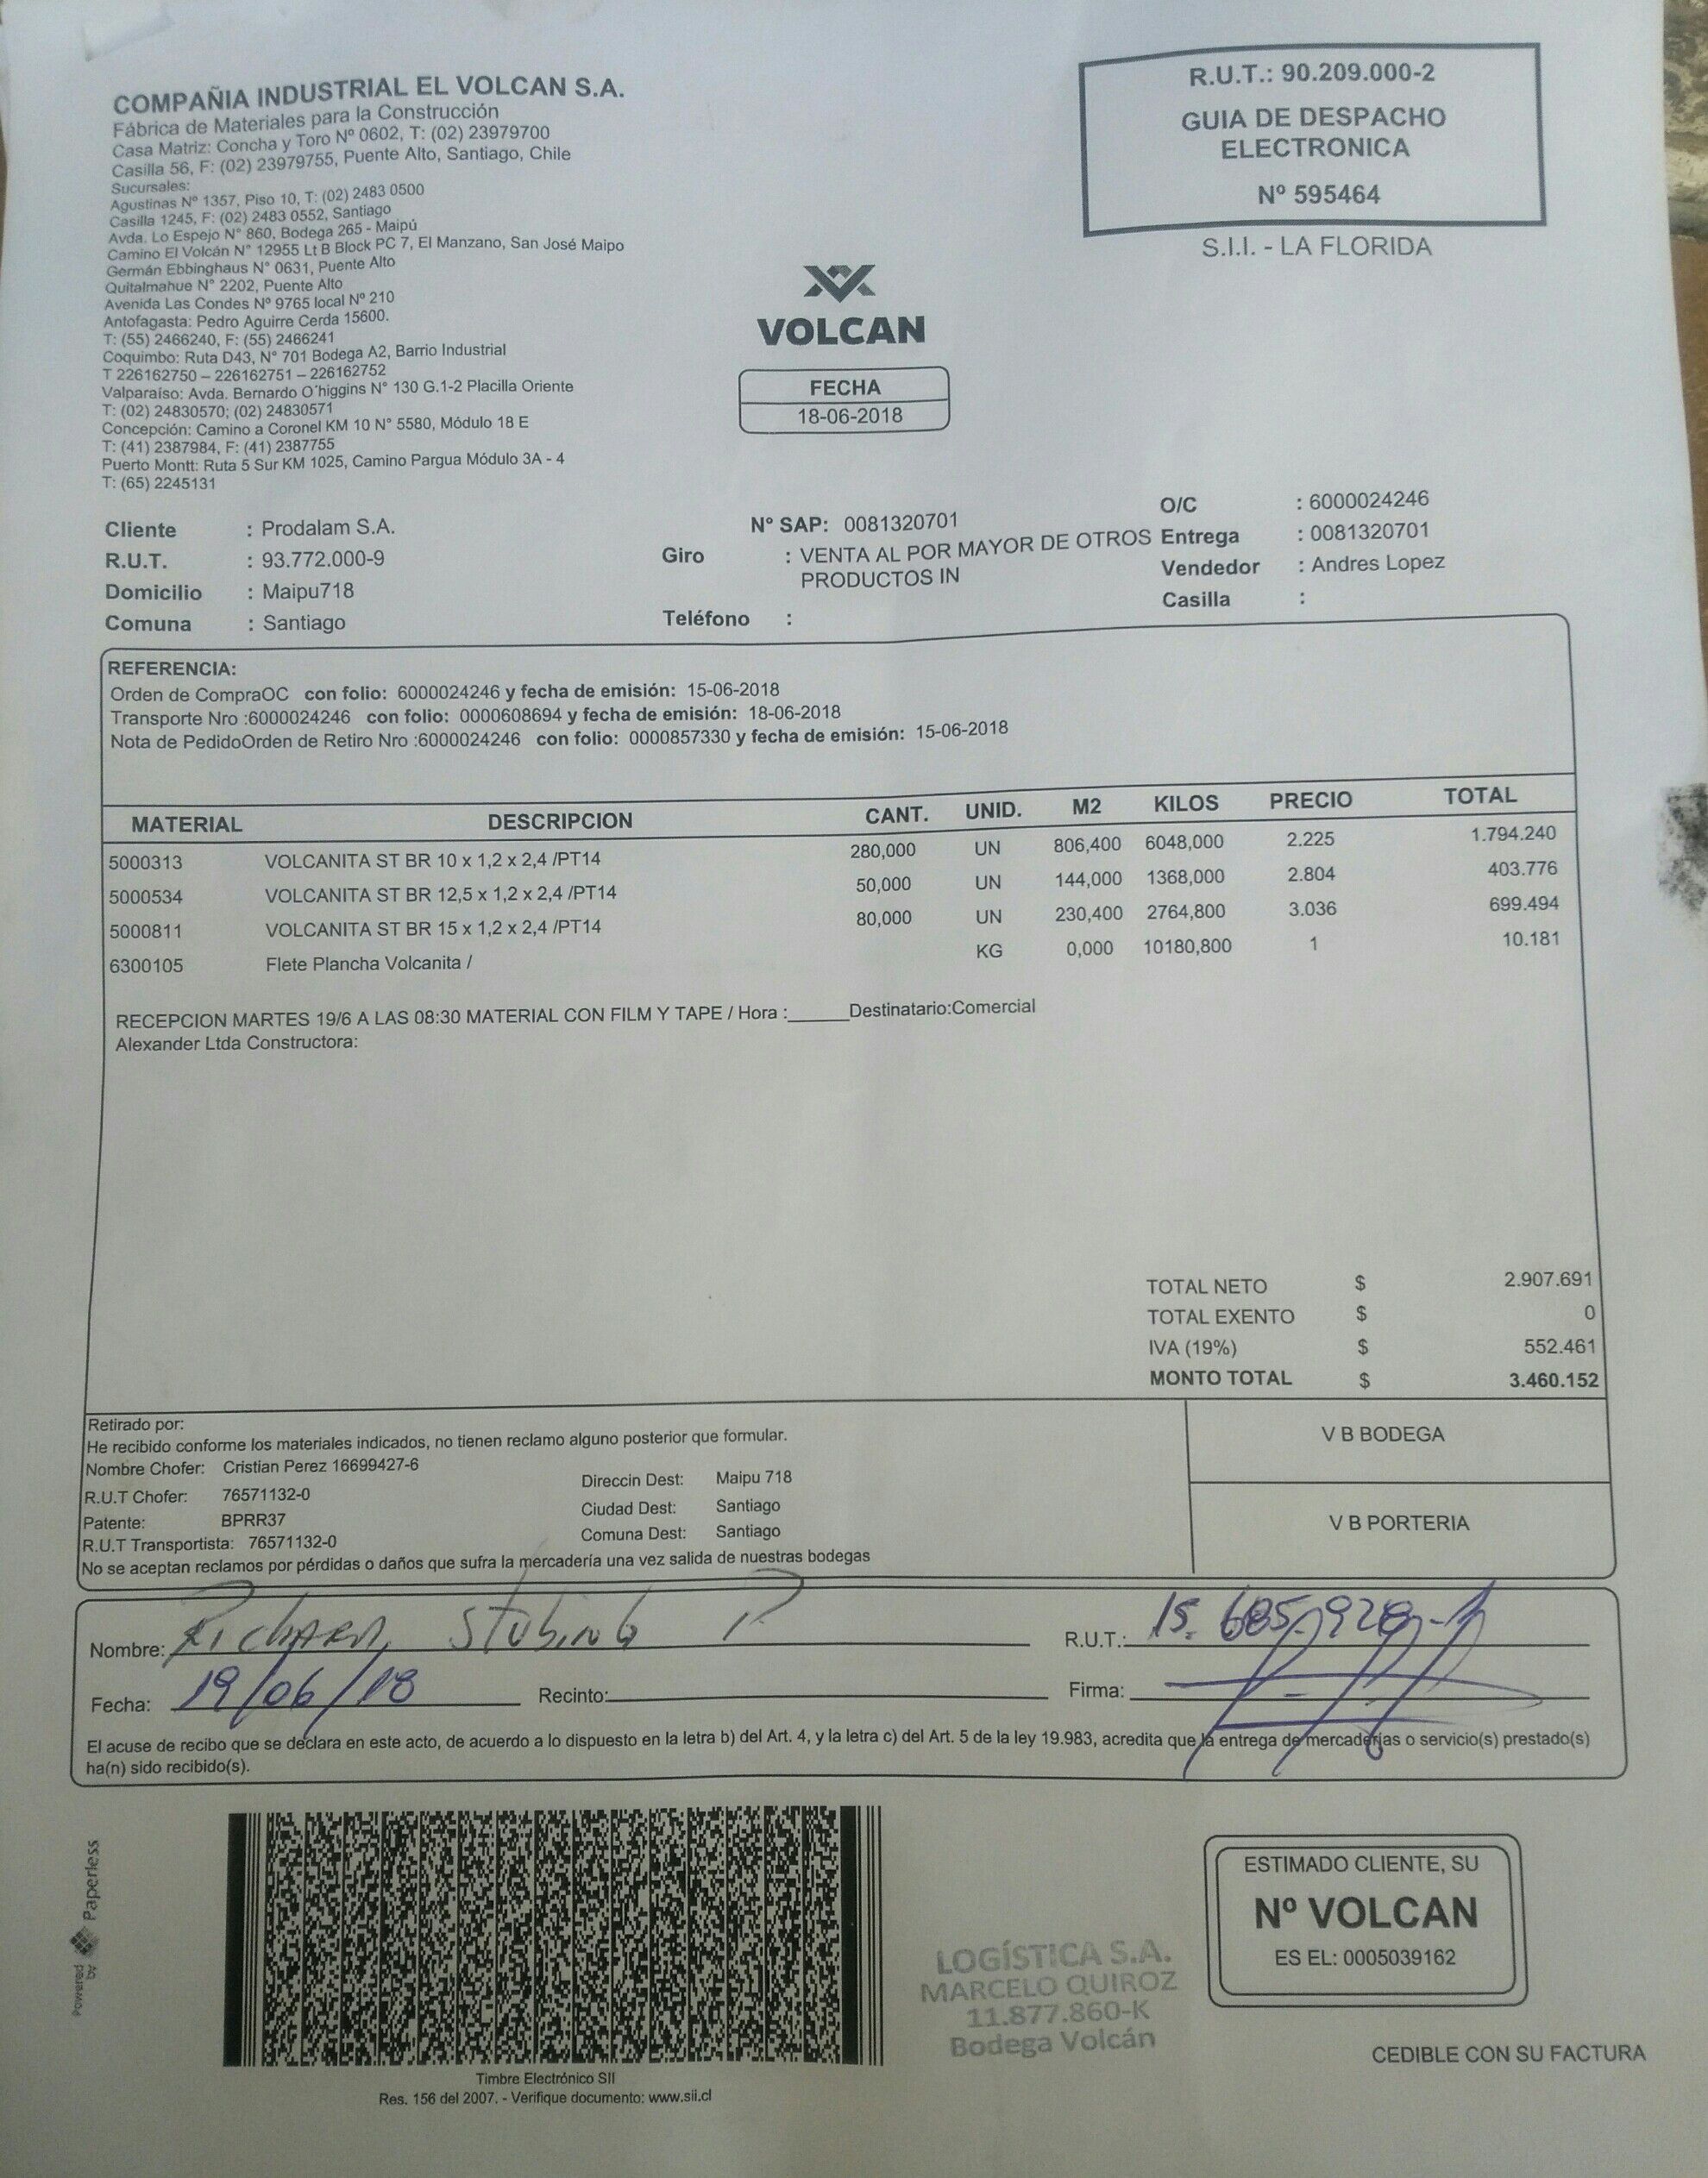 COMPAÑIA INDUSTRIAL EL VOLCAN S.A.
Fábrica de Materiales para la Construcción
Casa Matriz: Concha y Toro Nº 0602, T: (02) 23979700
Casilla 56, F: (02) 23979755, Puente Alto, Santiago, Chile
Sucursales:
Agustinas Nº 1357, Piso 10, T: (02) 2483 0500
Casilla 1245, F: (02) 2483 0552, Santiago
Avda. Lo Espejo N° 860, Bodega 265 - Maipú
Camino El Volcán N° 12955 Lt B Block PC 7, El Manzano, San José Maipo
Germán Ebbinghaus N° 0631, Puente Alto
Quitalmahue N° 2202, Puente Alto
Avenida Las Condes Nº 9765 local Nº 210
Antofagasta: Pedro Aguirre Cerda 15600.
T: (55) 2466240, F: (55) 2466241
Coquimbo: Ruta D43, N° 701 Bodega A2, Barrio Industrial
T 226162750 – 226162751 – 226162752
Valparaíso: Avda. Bernardo O'higgins N° 130 G.1-2 Placilla Oriente
T: (02) 24830570; (02) 24830571
Concepción: Camino a Coronel KM 10 N° 5580, Módulo 18 E
T: (41) 2387984, F: (41) 2387755
Puerto Montt: Ruta 5 Sur KM 1025, Camino Pargua Módulo 3A - 4
T: (65) 2245131
R.U.T.: 90.209.000-2
GUIA DE DESPACHO
ELECTRONICA
Nº 595464
S.I.I. - LA FLORIDA
VOLCAN
FECHA
18-06-2018
Cliente : Prodalam S.A.
R.U.T. : 93.772.000-9
Domicilio : Maipu718
Comuna : Santiago
N° SAP: 0081320701
Giro : VENTA AL POR MAYOR DE OTROS
PRODUCTOS IN
Teléfono :
O/C : 6000024246
Entrega : 0081320701
Vendedor : Andres Lopez
Casilla :
REFERENCIA:
Orden de CompraOC con folio: 6000024246 y fecha de emisión: 15-06-2018
Transporte Nro :6000024246 con folio: 0000608694 y fecha de emisión: 18-06-2018
Nota de PedidoOrden de Retiro Nro :6000024246 con folio: 0000857330 y fecha de emisión: 15-06-2018
MATERIAL DESCRIPCION CANT. UNID. M2 KILOS PRECIO TOTAL
5000313 VOLCANITA ST BR 10 x 1,2 x 2,4 /PT14 280,000 UN 806,400 6048,000 2.225 1.794.240
5000534 VOLCANITA ST BR 12,5 x 1,2 x 2,4 /PT14 50,000 UN 144,000 1368,000 2.804 403.776
5000811 VOLCANITA ST BR 15 x 1,2 x 2,4 /PT14 80,000 UN 230,400 2764,800 3.036 699.494
6300105 Flete Plancha Volcanita / KG 0,000 10180,800 1 10.181
RECEPCION MARTES 19/6 A LAS 08:30 MATERIAL CON FILM Y TAPE / Hora :______Destinatario:Comercial
Alexander Ltda Constructora:
TOTAL NETO $ 2.907.691
TOTAL EXENTO $ 0
IVA (19%) $ 552.461
MONTO TOTAL $ 3.460.152
Retirado por:
He recibido conforme los materiales indicados, no tienen reclamo alguno posterior que formular.
Nombre Chofer: Cristian Perez 16699427-6
R.U.T Chofer: 76571132-0
Patente: BPRR37
R.U.T Transportista: 76571132-0
Direccin Dest: Maipu 718
Ciudad Dest: Santiago
Comuna Dest: Santiago
No se aceptan reclamos por pérdidas o daños que sufra la mercadería una vez salida de nuestras bodegas
V B BODEGA
V B PORTERIA
Nombre: Richard
R.U.T.:
Fecha: 19/06/18 Recinto: Firma:
El acuse de recibo que se declara en este acto, de acuerdo a lo dispuesto en la letra b) del Art. 4, y la letra c) del Art. 5 de la ley 19.983, acredita que la entrega de mercaderías o servicio(s) prestado(s)
ha(n) sido recibido(s).
Powered by Paperless
Timbre Electrónico SII
Res. 156 del 2007. - Verifique documento: www.sii.cl
LOGÍSTICA S.A.
MARCELO QUIROZ
11.877.860-K
Bodega Volcán
ESTIMADO CLIENTE, SU
Nº VOLCAN
ES EL: 0005039162
CEDIBLE CON SU FACTURA